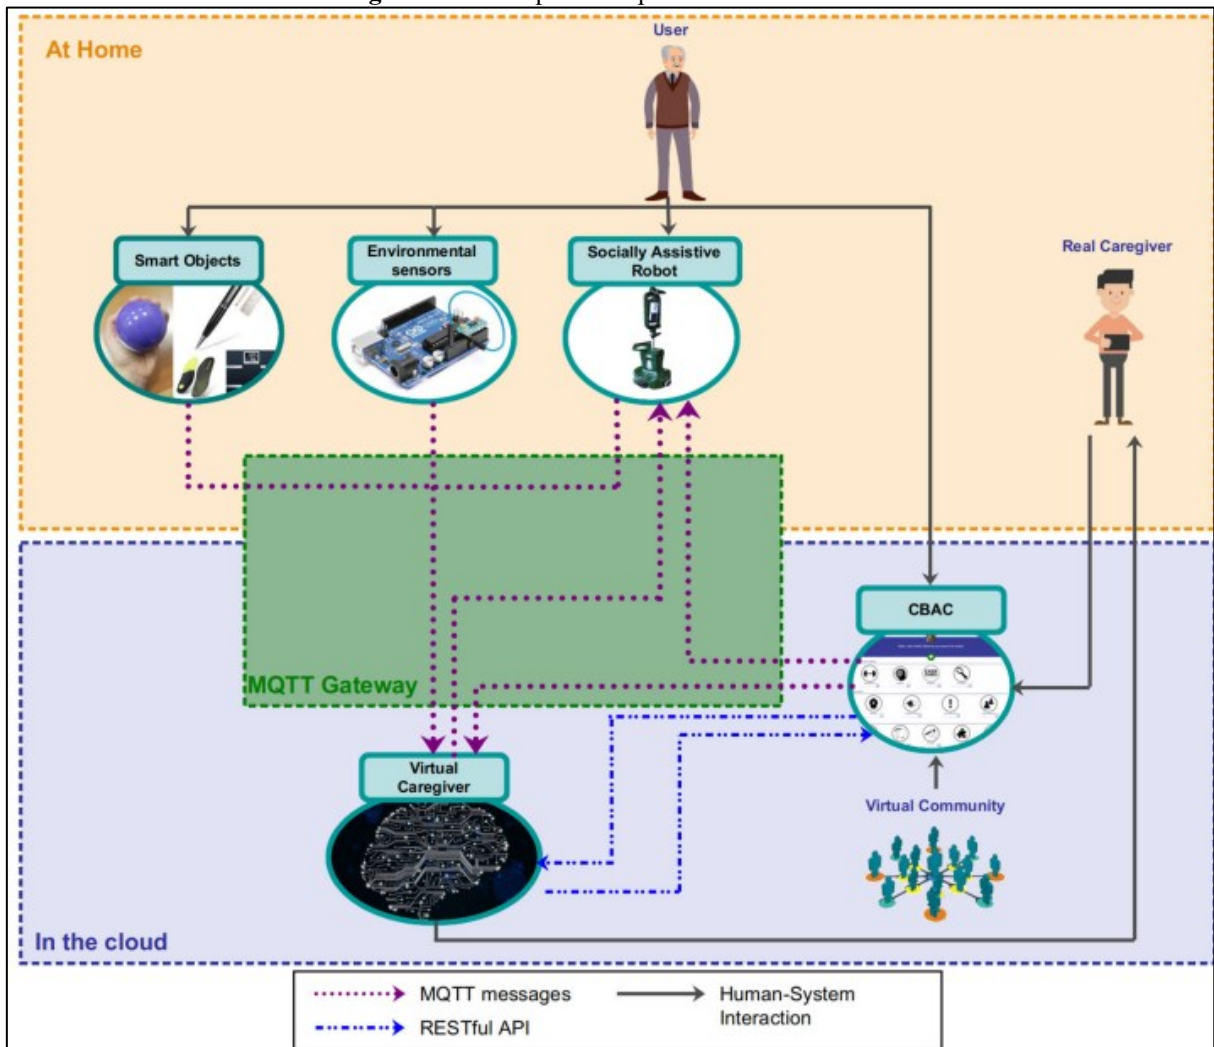 User
At Home
Real Caregiver
Smart Objects
Environmental
sensors
Socially Assistive
Robot
CBAC
MQTT Gateway
Virtual
Caregiver
Virtual Community
In the cloud
MQTT messages
Human-System
Interaction
RESTful API